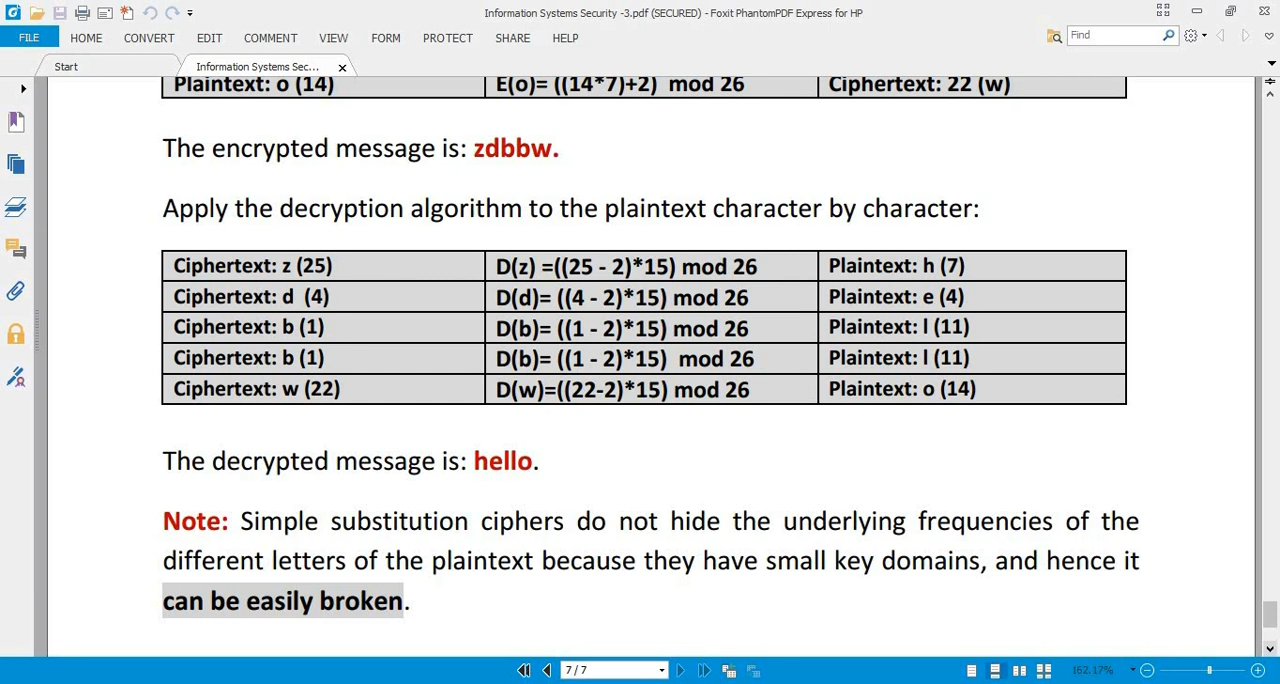 Information Systems Security -3.pdf (SECURED) - Foxit PhantomPDF Express for HP
FILE HOME CONVERT EDIT COMMENT VIEW FORM PROTECT SHARE HELP Find
Start Information Systems Sec...
Plaintext: o (14) E(o)= ((14*7)+2) mod 26 Ciphertext: 22 (w)
The encrypted message is: zdbbw.
Apply the decryption algorithm to the plaintext character by character:
Ciphertext: z (25) D(z) =((25 - 2)*15) mod 26 Plaintext: h (7)
Ciphertext: d (4) D(d)= ((4 - 2)*15) mod 26 Plaintext: e (4)
Ciphertext: b (1) D(b)= ((1 - 2)*15) mod 26 Plaintext: l (11)
Ciphertext: b (1) D(b)= ((1 - 2)*15) mod 26 Plaintext: l (11)
Ciphertext: w (22) D(w)=((22-2)*15) mod 26 Plaintext: o (14)
The decrypted message is: hello.
Note: Simple substitution ciphers do not hide the underlying frequencies of the
different letters of the plaintext because they have small key domains, and hence it
can be easily broken.
7 / 7 162.17%